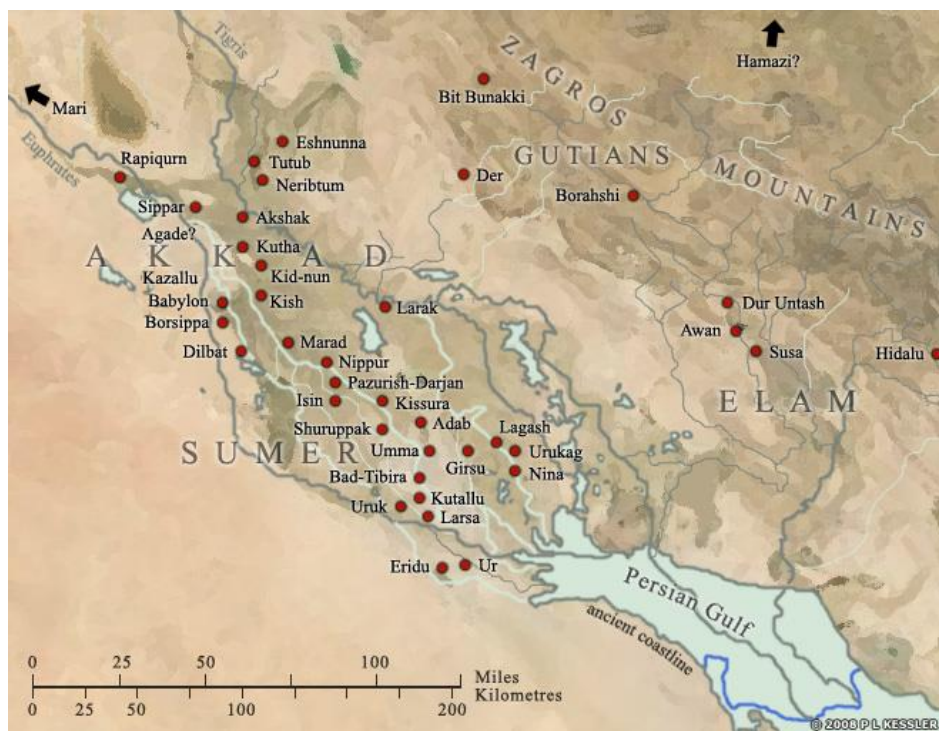 Tigris
ZAGROS
Hamazi?
Bit Bunakki
Mari
Euphrates
Eshnunna
GUTIANS
Rapiqurn
Tutub
Der
MOUNTAINS
Neribtum
Borahshi
Sippar
Akshak
Agade?
Kutha
AKKAD
Kid-nun
Kazallu
Kish
Babylon
Larak
Dur Untash
Borsippa
Awan
Marad
Dilbat
Susa
Hidalu
Nippur
Pazurish-Darjan
ELAM
Isin
Kissura
Adab
Shuruppak
Lagash
SUMER
Umma
Urukag
Girsu
Nina
Bad-Tibira
Kutallu
Uruk
Larsa
Eridu
Ur
Persian Gulf
ancient coastline
0 25 50 100
Miles
Kilometres
0 25 50 100 200
© 2008 P L KESSLER